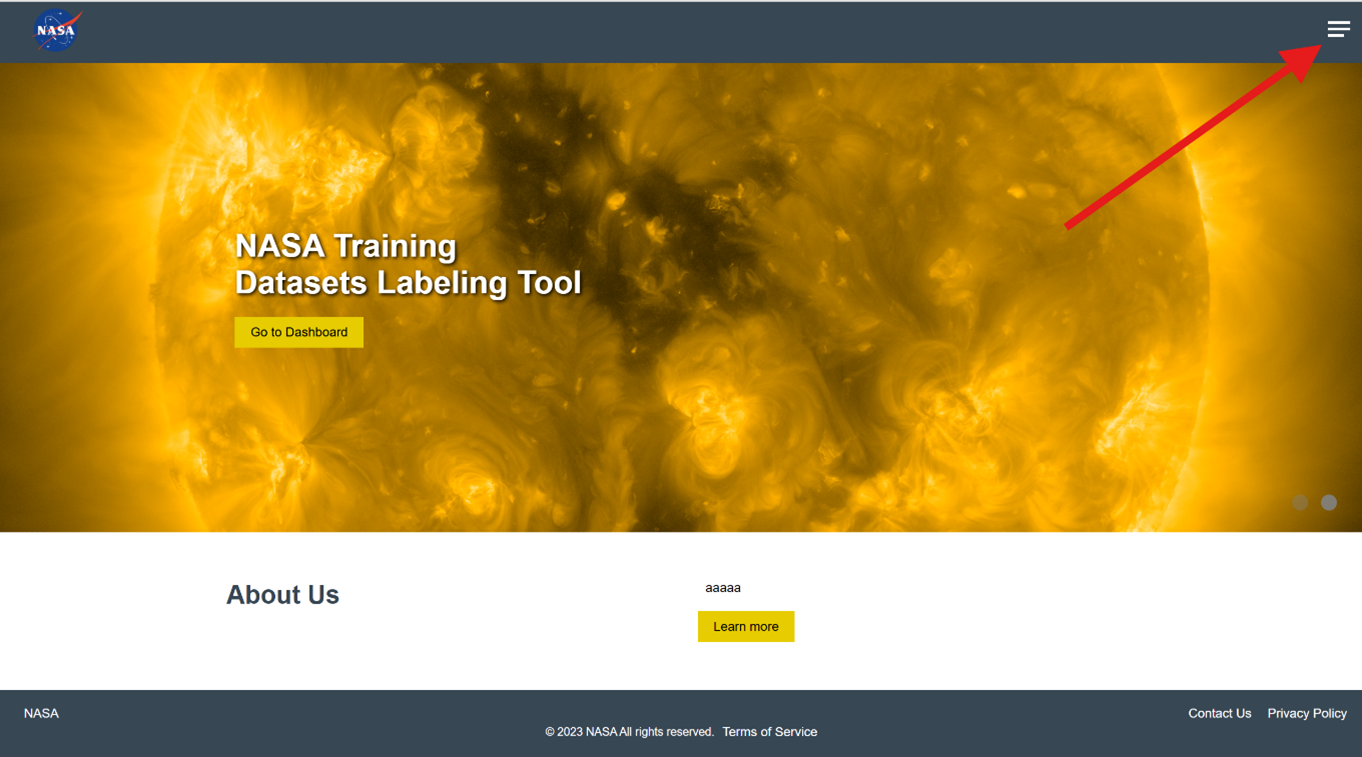 NASA
NASA Training
Datasets Labeling Tool
Go to Dashboard
About Us
aaaaa
Learn more
NASA
Contact Us Privacy Policy
© 2023 NASA All rights reserved. Terms of Service